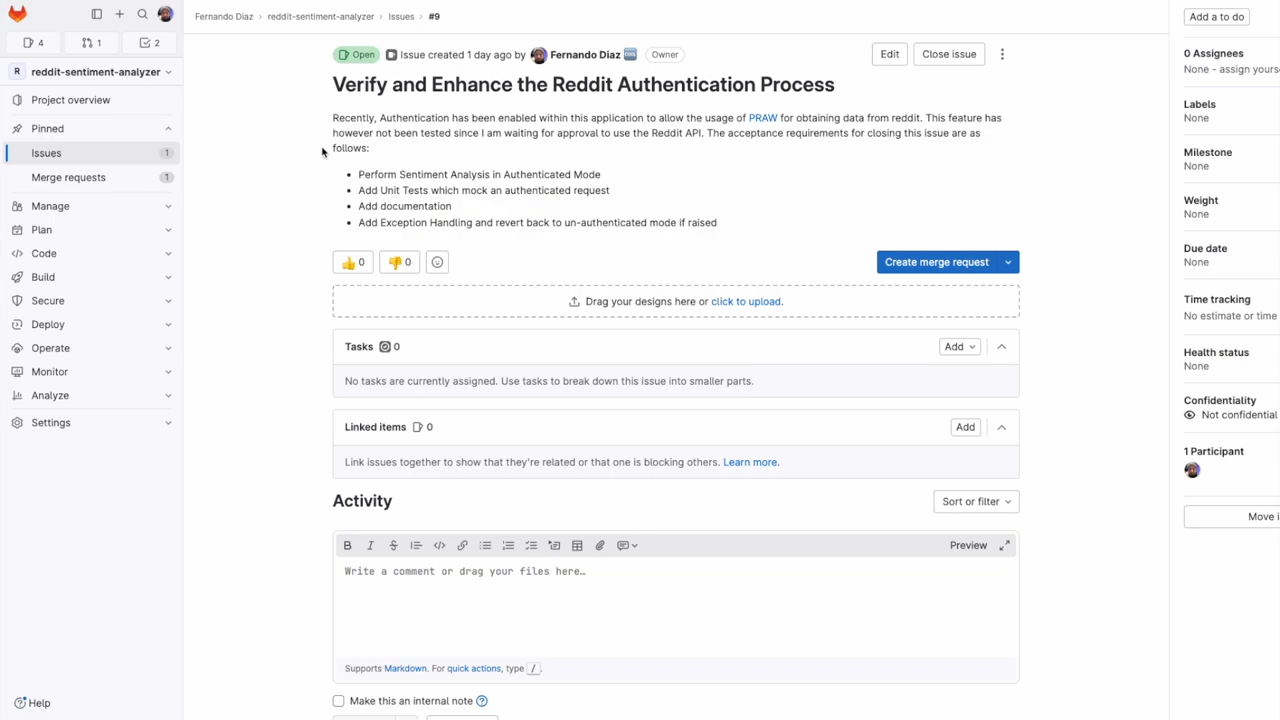 Fernando Diaz › reddit-sentiment-analyzer › Issues › #9
Add a to do
4
1
2
Open
Issue created 1 day ago by Fernando Diaz
Owner
Edit
Close issue
0 Assignees
None - assign yours
R reddit-sentiment-analyzer
Verify and Enhance the Reddit Authentication Process
Project overview
Labels
None
Recently, Authentication has been enabled within this application to allow the usage of PRAW for obtaining data from reddit. This feature has
however not been tested since I am waiting for approval to use the Reddit API. The acceptance requirements for closing this issue are as
follows:
Pinned
Issues 1
Merge requests 1
Milestone
None
• Perform Sentiment Analysis in Authenticated Mode
• Add Unit Tests which mock an authenticated request
• Add documentation
• Add Exception Handling and revert back to un-authenticated mode if raised
Manage
Plan
Code
Build
Secure
Deploy
Operate
Monitor
Analyze
Settings
Weight
None
Due date
None
0
0
Create merge request
Drag your designs here or click to upload.
Time tracking
No estimate or time
Tasks 0
Add
No tasks are currently assigned. Use tasks to break down this issue into smaller parts.
Health status
None
Confidentiality
Not confidential
Linked items 0
Add
Link issues together to show that they're related or that one is blocking others. Learn more.
1 Participant
Activity
Sort or filter
Move i
B I S
Preview
Write a comment or drag your files here…
Supports Markdown. For quick actions, type /.
Make this an internal note
Help